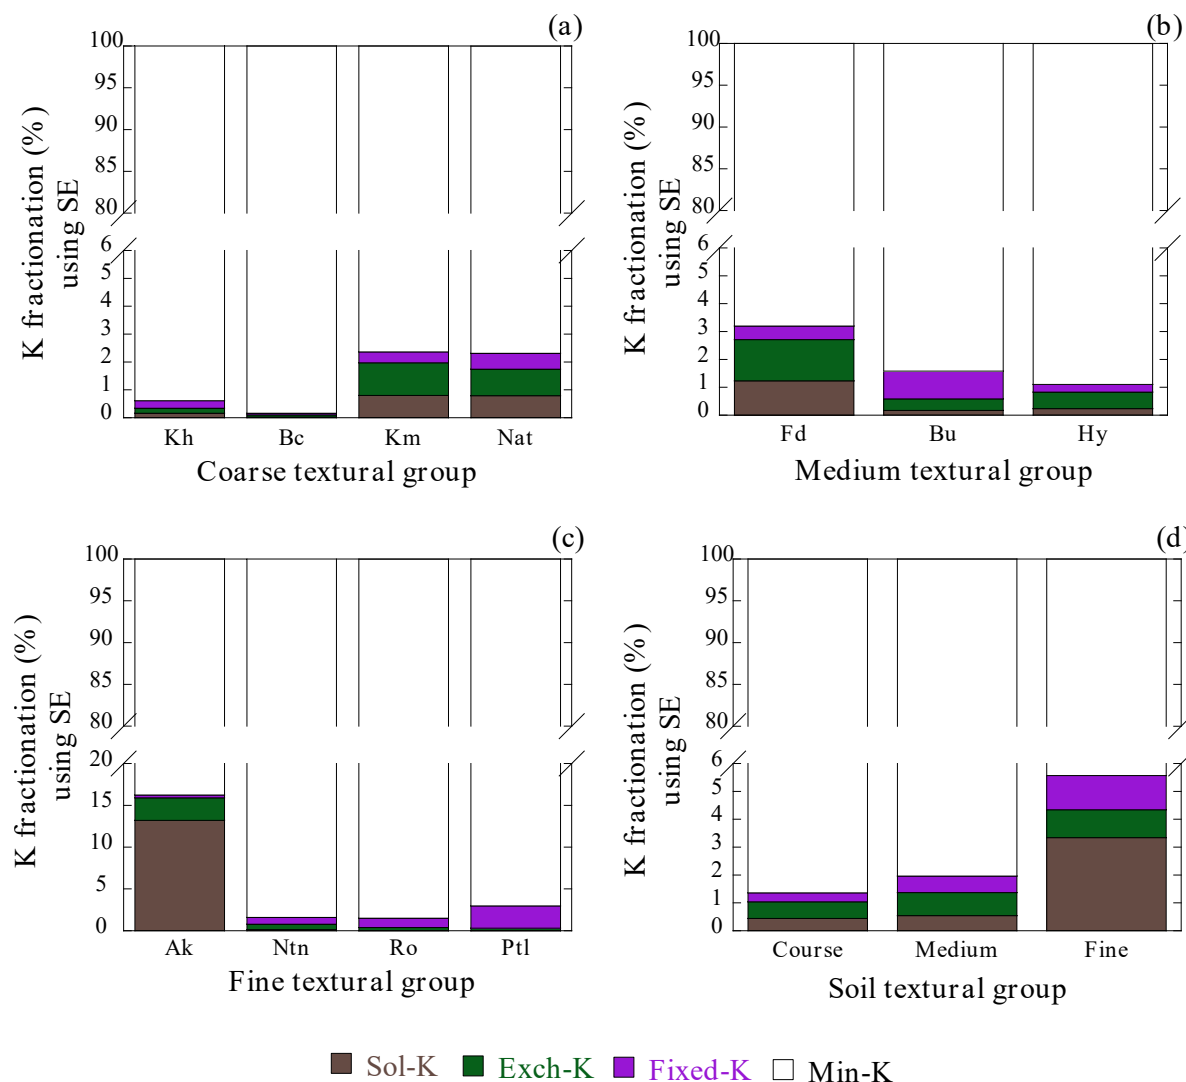 (a)
100
95
90
85
80
6
5
4
3
2
1
0
K fractionation (%)
using SE
Kh Bc Km Nat
Coarse textural group
(b)
100
95
90
85
80
6
5
4
3
2
1
0
K fractionation (%)
using SE
Fd Bu Hy
Medium textural group
(c)
100
95
90
85
80
20
15
10
5
0
K fractionation (%)
using SE
Ak Ntn Ro Ptl
Fine textural group
(d)
100
95
90
85
80
6
5
4
3
2
1
0
K fractionation (%)
using SE
Course Medium Fine
Soil textural group
Sol-K Exch-K Fixed-K Min-K